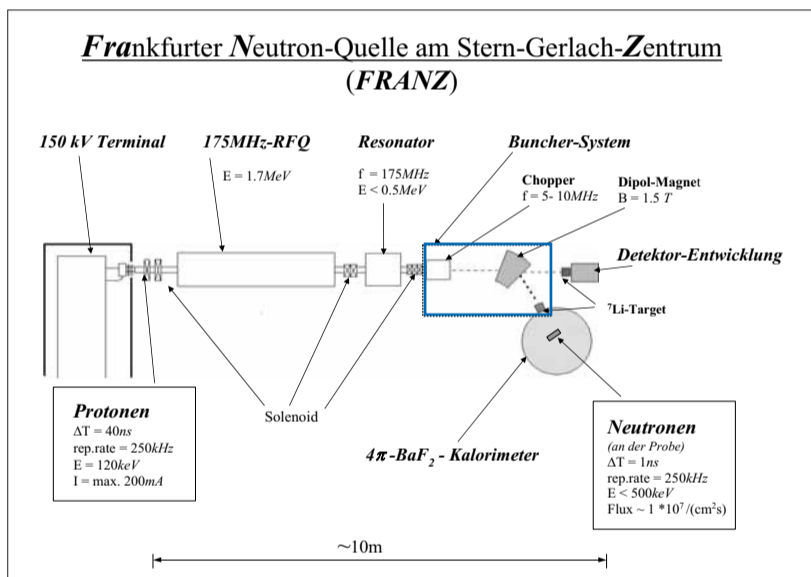 Frankfurter Neutron-Quelle am Stern-Gerlach-Zentrum
(FRANZ)
150 kV Terminal
175MHz-RFQ
E = 1.7MeV
Resonator
f = 175MHz
E < 0.5MeV
Buncher-System
Chopper
f = 5- 10MHz
Dipol-Magnet
B = 1.5 T
Detektor-Entwicklung
⁷Li-Target
Solenoid
Protonen
ΔT = 40ns
rep.rate = 250kHz
E = 120keV
I = max. 200mA
4π-BaF₂ - Kalorimeter
Neutronen
(an der Probe)
ΔT = 1ns
rep.rate = 250kHz
E < 500keV
Flux ~ 1 *10⁷/(cm²s)
~10m